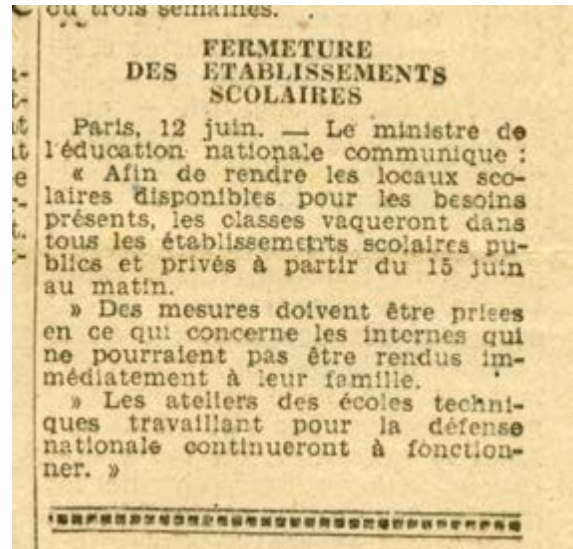 ou trois semaines.
FERMETURE
DES ETABLISSEMENTS
SCOLAIRES
Paris, 12 juin. — Le ministre de
l'éducation nationale communique :
« Afin de rendre les locaux sco-
laires disponibles pour les besoins
présents, les classes vaqueront dans
tous les établissements scolaires pu-
blics et privés à partir du 15 juin
au matin.
» Des mesures doivent être prises
en ce qui concerne les internes qui
ne pourraient pas être rendus im-
médiatement à leur famille.
» Les ateliers des écoles techni-
ques travaillant pour la défense
nationale continueront à fonction-
ner. »